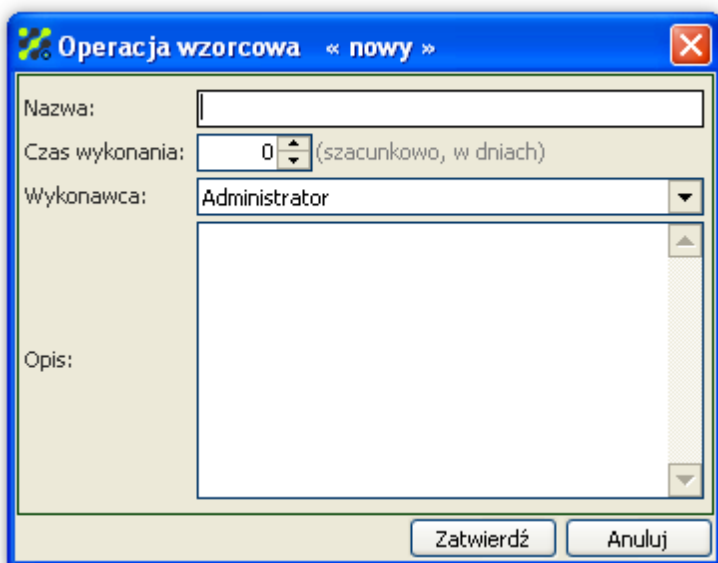 Operacja wzorcowa « nowy »
Nazwa:
Czas wykonania: 0 (szacunkowo, w dniach)
Wykonawca: Administrator
Opis:
Zatwierdź Anuluj